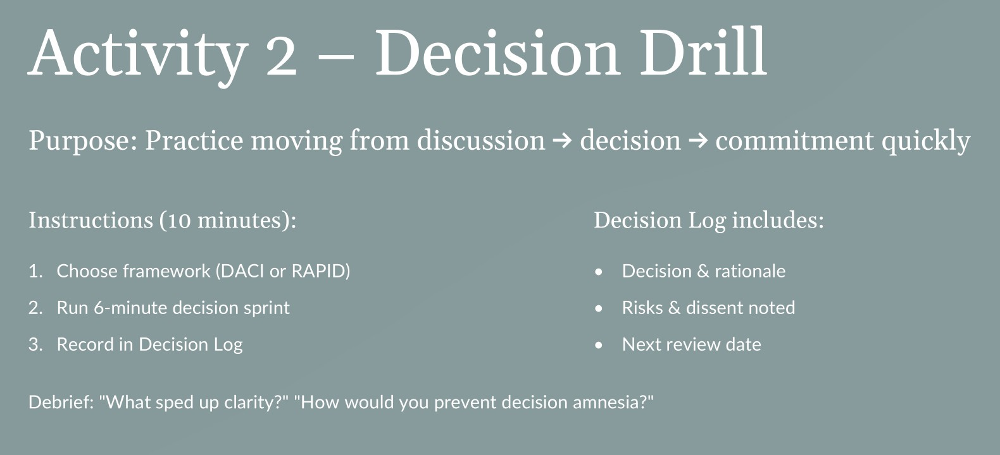 Activity 2 – Decision Drill
Purpose: Practice moving from discussion → decision → commitment quickly
Instructions (10 minutes):
1. Choose framework (DACI or RAPID)
2. Run 6-minute decision sprint
3. Record in Decision Log
Decision Log includes:
• Decision & rationale
• Risks & dissent noted
• Next review date
Debrief: "What sped up clarity?" "How would you prevent decision amnesia?"